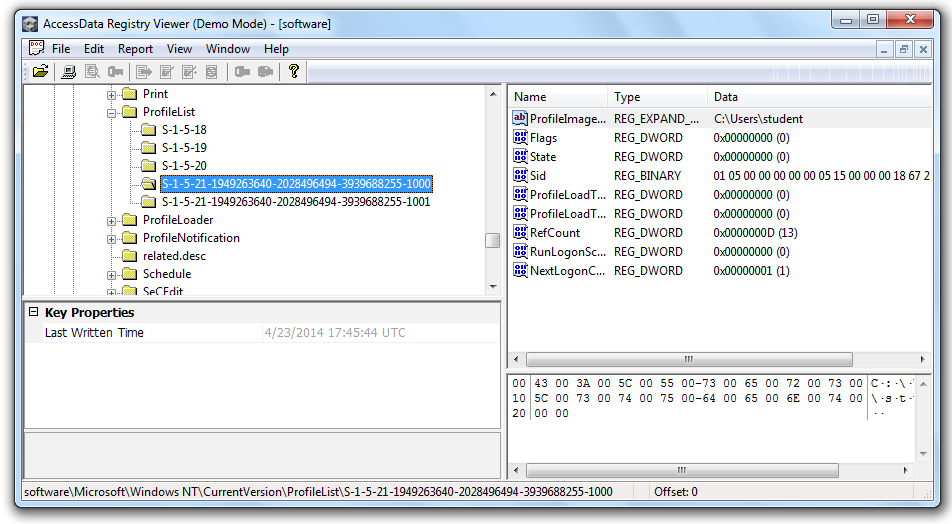 AccessData Registry Viewer (Demo Mode) - [software]
File Edit Report View Window Help
Print
ProfileList
S-1-5-18
S-1-5-19
S-1-5-20
S-1-5-21-1949263640-2028496494-3939688255-1000
S-1-5-21-1949263640-2028496494-3939688255-1001
ProfileLoader
ProfileNotification
related.desc
Schedule
SeCEdit
Key Properties
Last Written Time 4/23/2014 17:45:44 UTC
Name Type Data
ProfileImage... REG_EXPAND_... C:\Users\student
Flags REG_DWORD 0x00000000 (0)
State REG_DWORD 0x00000000 (0)
Sid REG_BINARY 01 05 00 00 00 00 00 05 15 00 00 00 18 67 2
ProfileLoadT... REG_DWORD 0x00000000 (0)
ProfileLoadT... REG_DWORD 0x00000000 (0)
RefCount REG_DWORD 0x0000000D (13)
RunLogonSc... REG_DWORD 0x00000000 (0)
NextLogonC... REG_DWORD 0x00000001 (1)
00 43 00 3A 00 5C 00 55 00-73 00 65 00 72 00 73 00 C·:·\·
10 5C 00 73 00 74 00 75 00-64 00 65 00 6E 00 74 00 \·s·t·
20 00 00 ··
software\Microsoft\Windows NT\CurrentVersion\ProfileList\S-1-5-21-1949263640-2028496494-3939688255-1000 Offset: 0